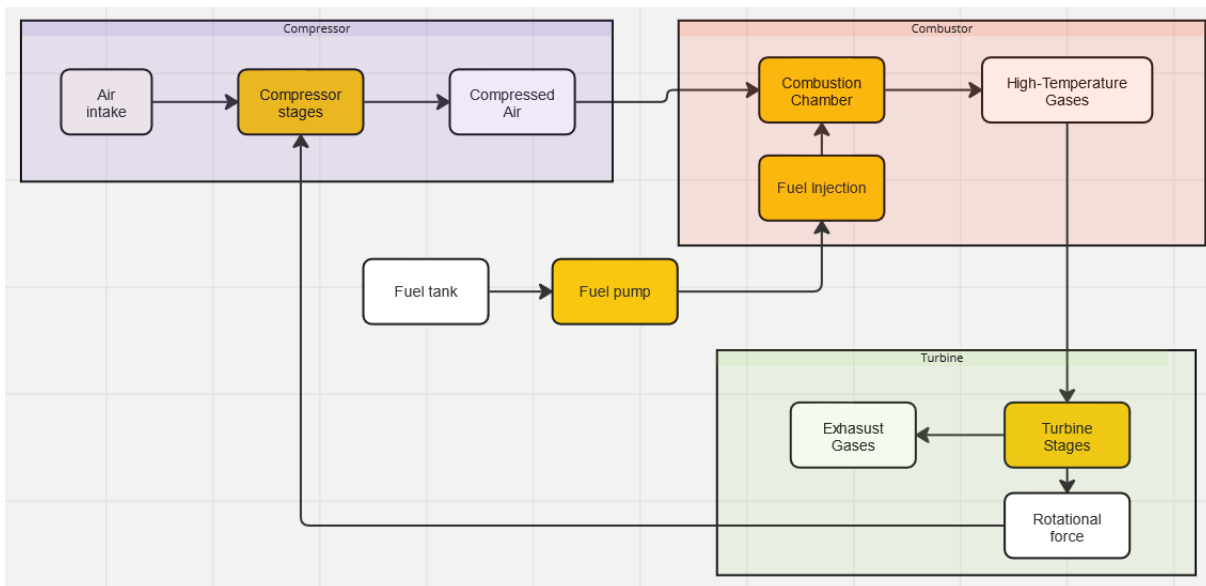 Compressor
Air
intake
Compressor
stages
Compressed
Air
Combustor
Combustion
Chamber
High-Temperature
Gases
Fuel Injection
Fuel tank
Fuel pump
Turbine
Exhasust
Gases
Turbine
Stages
Rotational
force